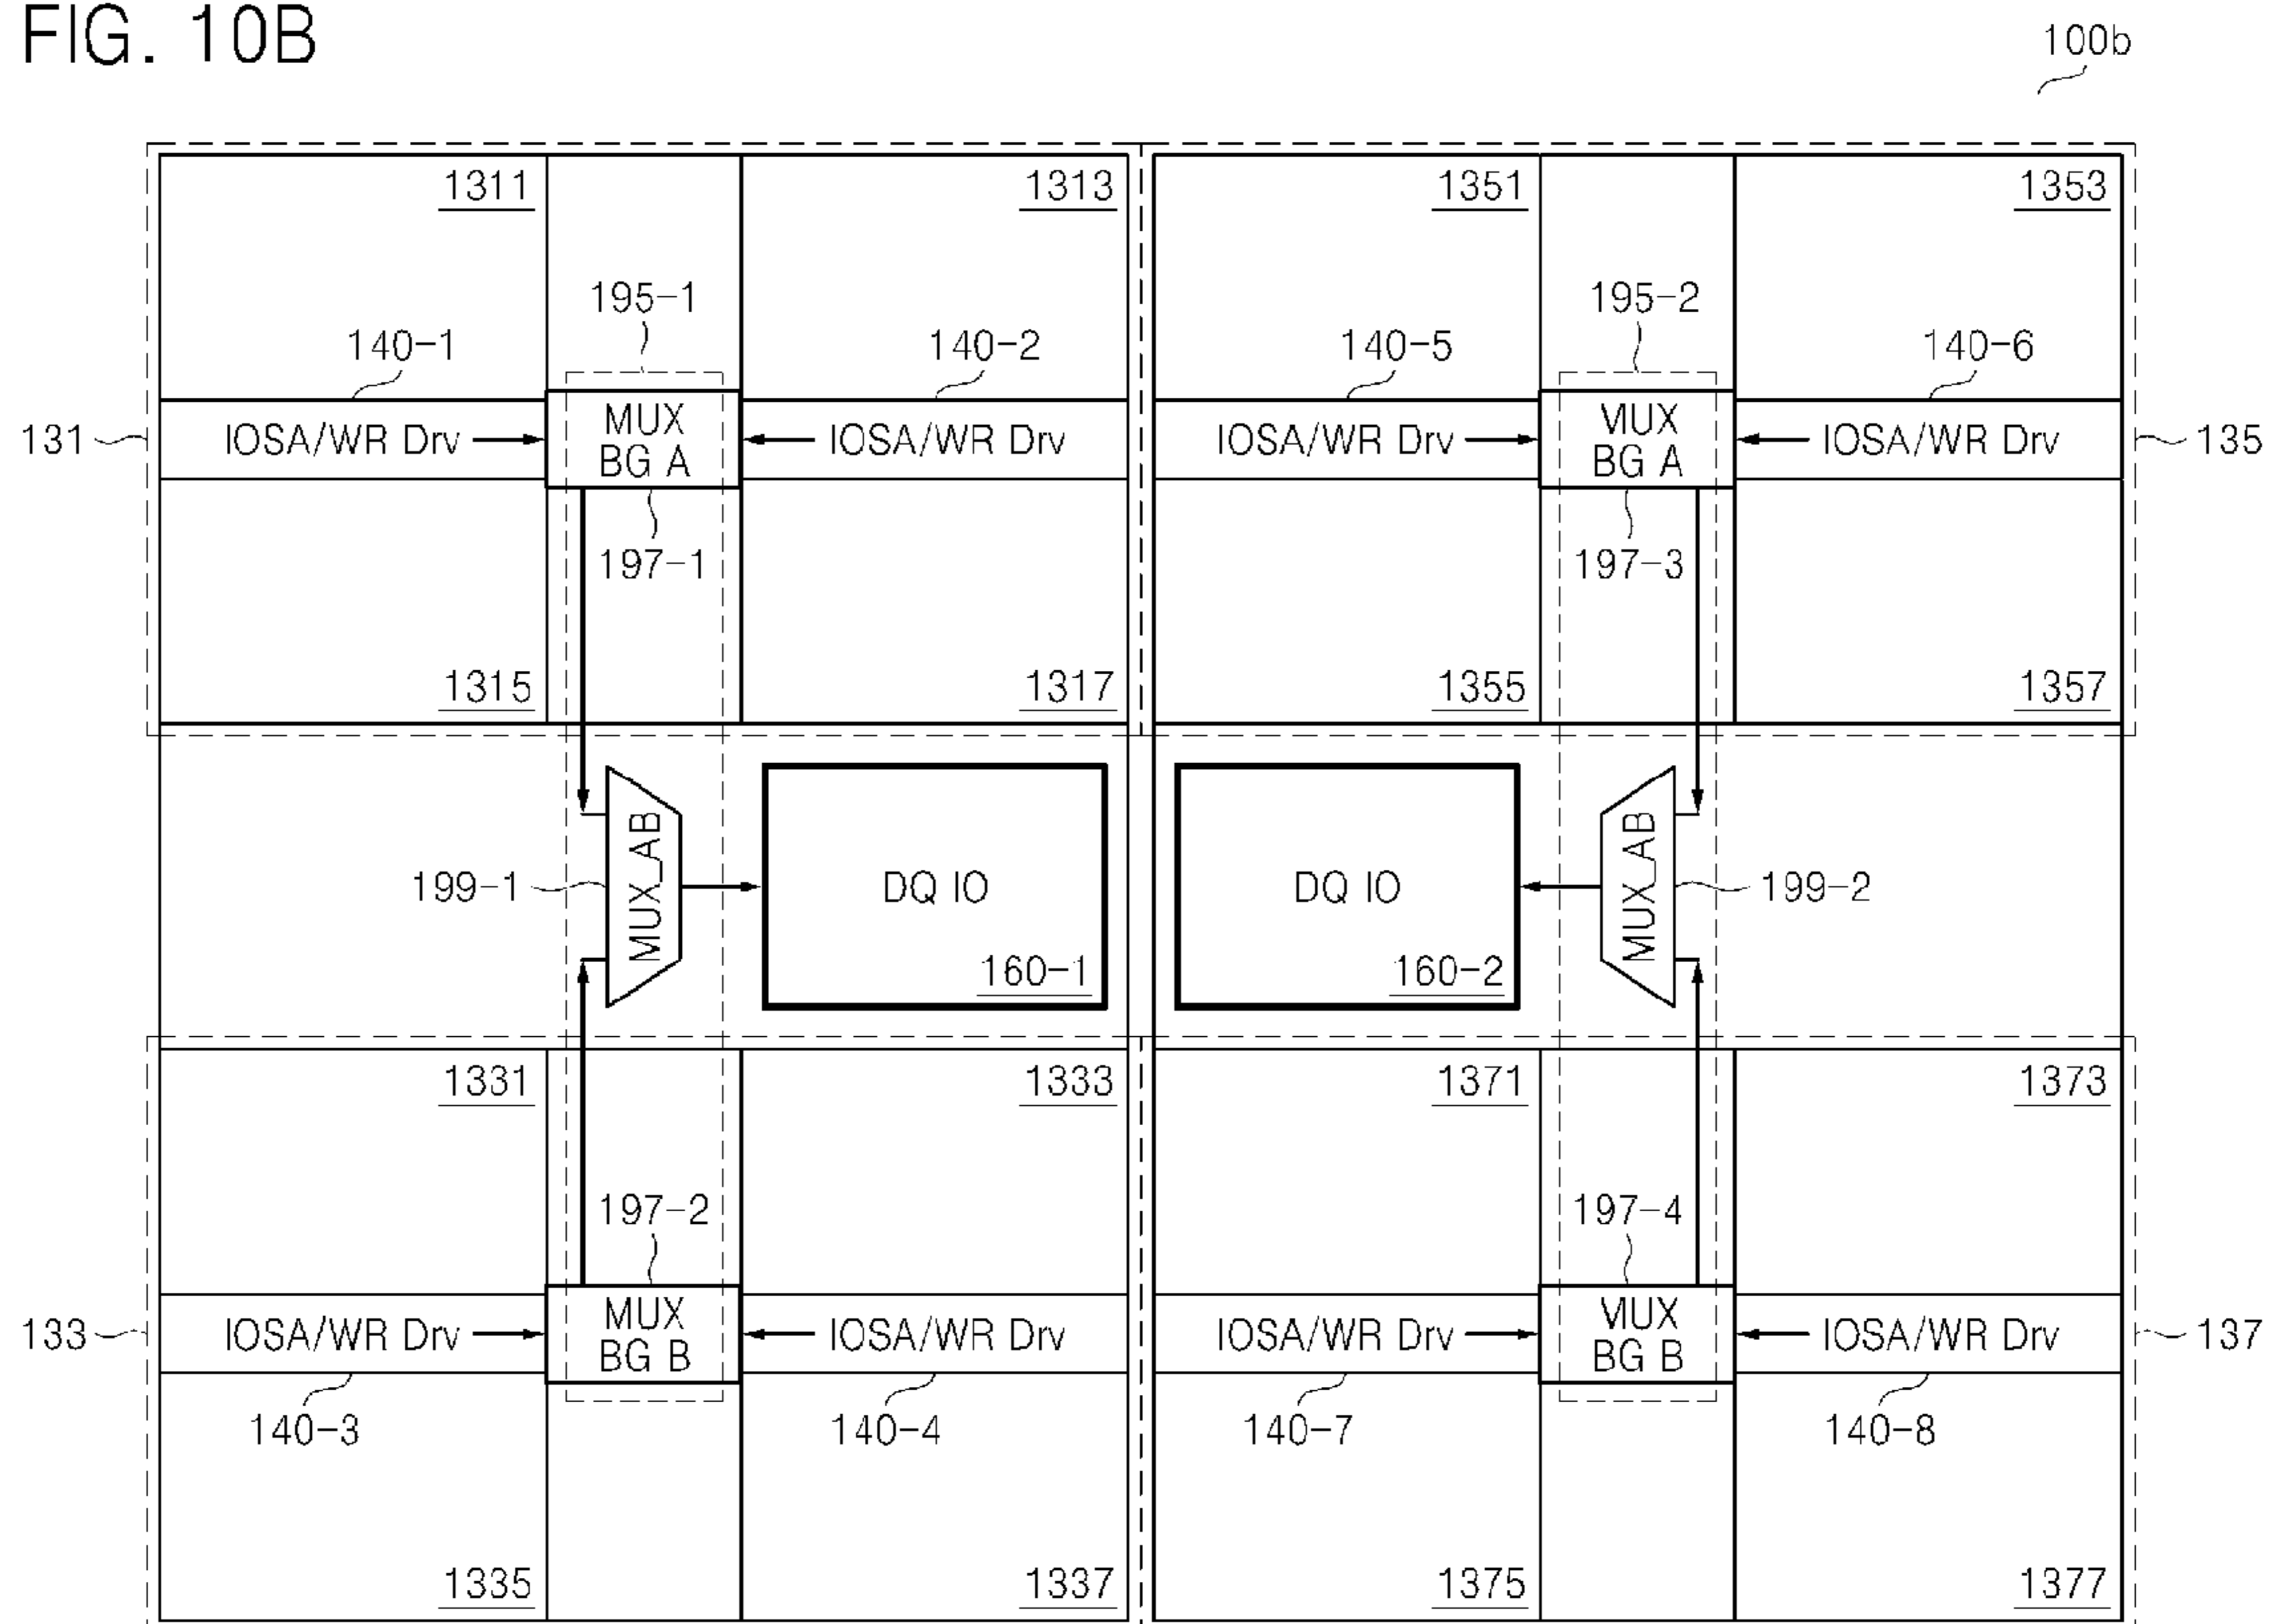 FIG. 10B
100b
1311
1313
1351
1353
195-1
195-2
140-1
140-2
140-5
140-6
131
IOSA/WR Drv
MUX
BG A
IOSA/WR Drv
IOSA/WR Drv
MUX
BG A
IOSA/WR Drv
135
197-1
197-3
1315
1317
1355
1357
199-1
MUX_AB
DQ IO
160-1
DQ IO
160-2
MUX_AB
199-2
1331
1333
1371
1373
197-2
197-4
133
IOSA/WR Drv
MUX
BG B
IOSA/WR Drv
IOSA/WR Drv
MUX
BG B
IOSA/WR Drv
137
140-3
140-4
140-7
140-8
1335
1337
1375
1377